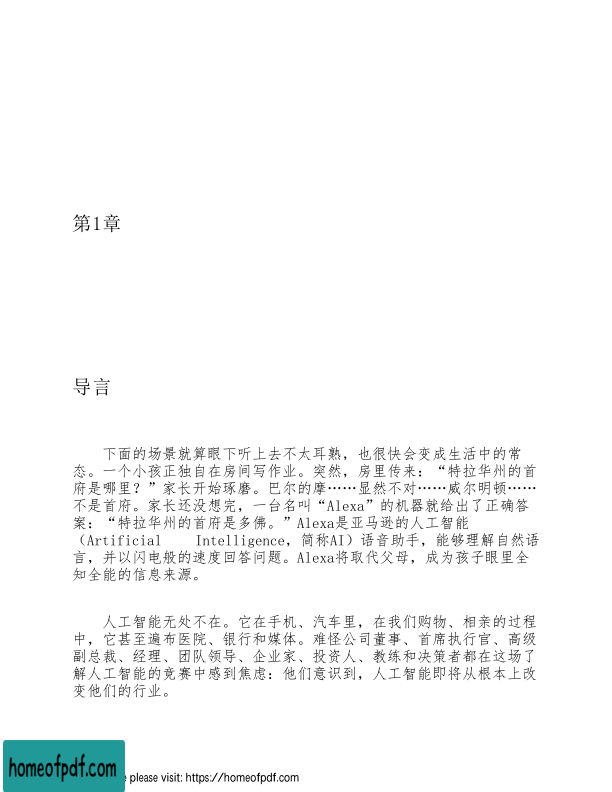 第1章
导言
下面的场景就算眼下听上去不太耳熟，也很快会变成生活中的常
态。一个小孩正独自在房间写作业。突然，房里传来：“特拉华州的首
府是哪里？”家长开始琢磨。巴尔的摩……显然不对……威尔明顿……
不是首府。家长还没想完，一台名叫“Alexa”的机器就给出了正确答
案：“特拉华州的首府是多佛。”Alexa是亚马逊的人工智能
（Artificial Intelligence，简称AI）语音助手，能够理解自然语
言，并以闪电般的速度回答问题。Alexa将取代父母，成为孩子眼里全
知全能的信息来源。
人工智能无处不在。它在手机、汽车里，在我们购物、相亲的过程
中，它甚至遍布医院、银行和媒体。难怪公司董事、首席执行官、高级
副总裁、经理、团队领导、企业家、投资人、教练和决策者都在这场了
解人工智能的竞赛中感到焦虑：他们意识到，人工智能即将从根本上改
变他们的行业。
homeofpdf.com
e please visit: https://homeofpdf.com